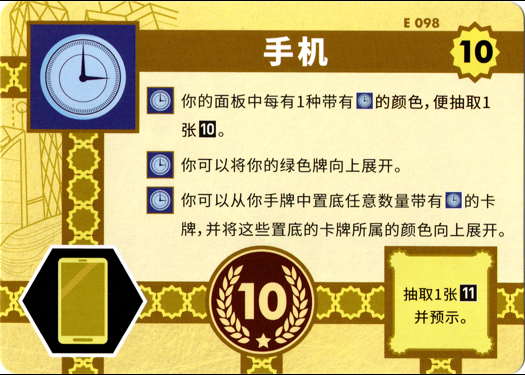 E 098
手机
10
你的面板中每有1种带有的颜色，便抽取1
张10。
你可以将你的绿色牌向上展开。
你可以从你手牌中置底任意数量带有的卡
牌，并将这些置底的卡牌所属的颜色向上展开。
10
抽取1张11
并预示。